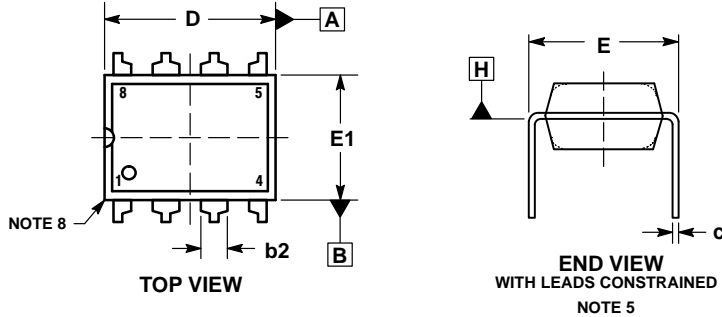 D
A
8
5
E1
1
4
NOTE 8
b2
B
TOP VIEW
E
H
c
END VIEW
WITH LEADS CONSTRAINED
NOTE 5